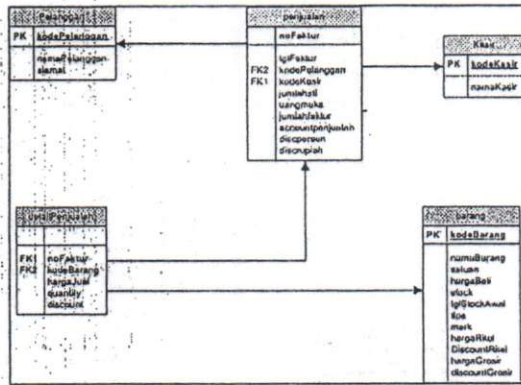 Pelanggan
PK kodePelanggan
namaPelanggan
alamat
penjualan
noFaktur
tglFaktur
FK2 kodePelanggan
FK1 kodeKasir
uangmuka
jumlahfaktur
accountpenjualan
discpersen
discrupiah
Kasir
PK kodeKasir
namaKasir
detailPenjualan
FK1 noFaktur
FK2 kodeBarang
hargaJual
quantity
discount
barang
PK kodeBarang
namaBarang
satuan
hargaBeli
stock
tglStockAwal
tipe
merk
hargaRitel
DiscountRitel
hargaGrosir
discountGrosir